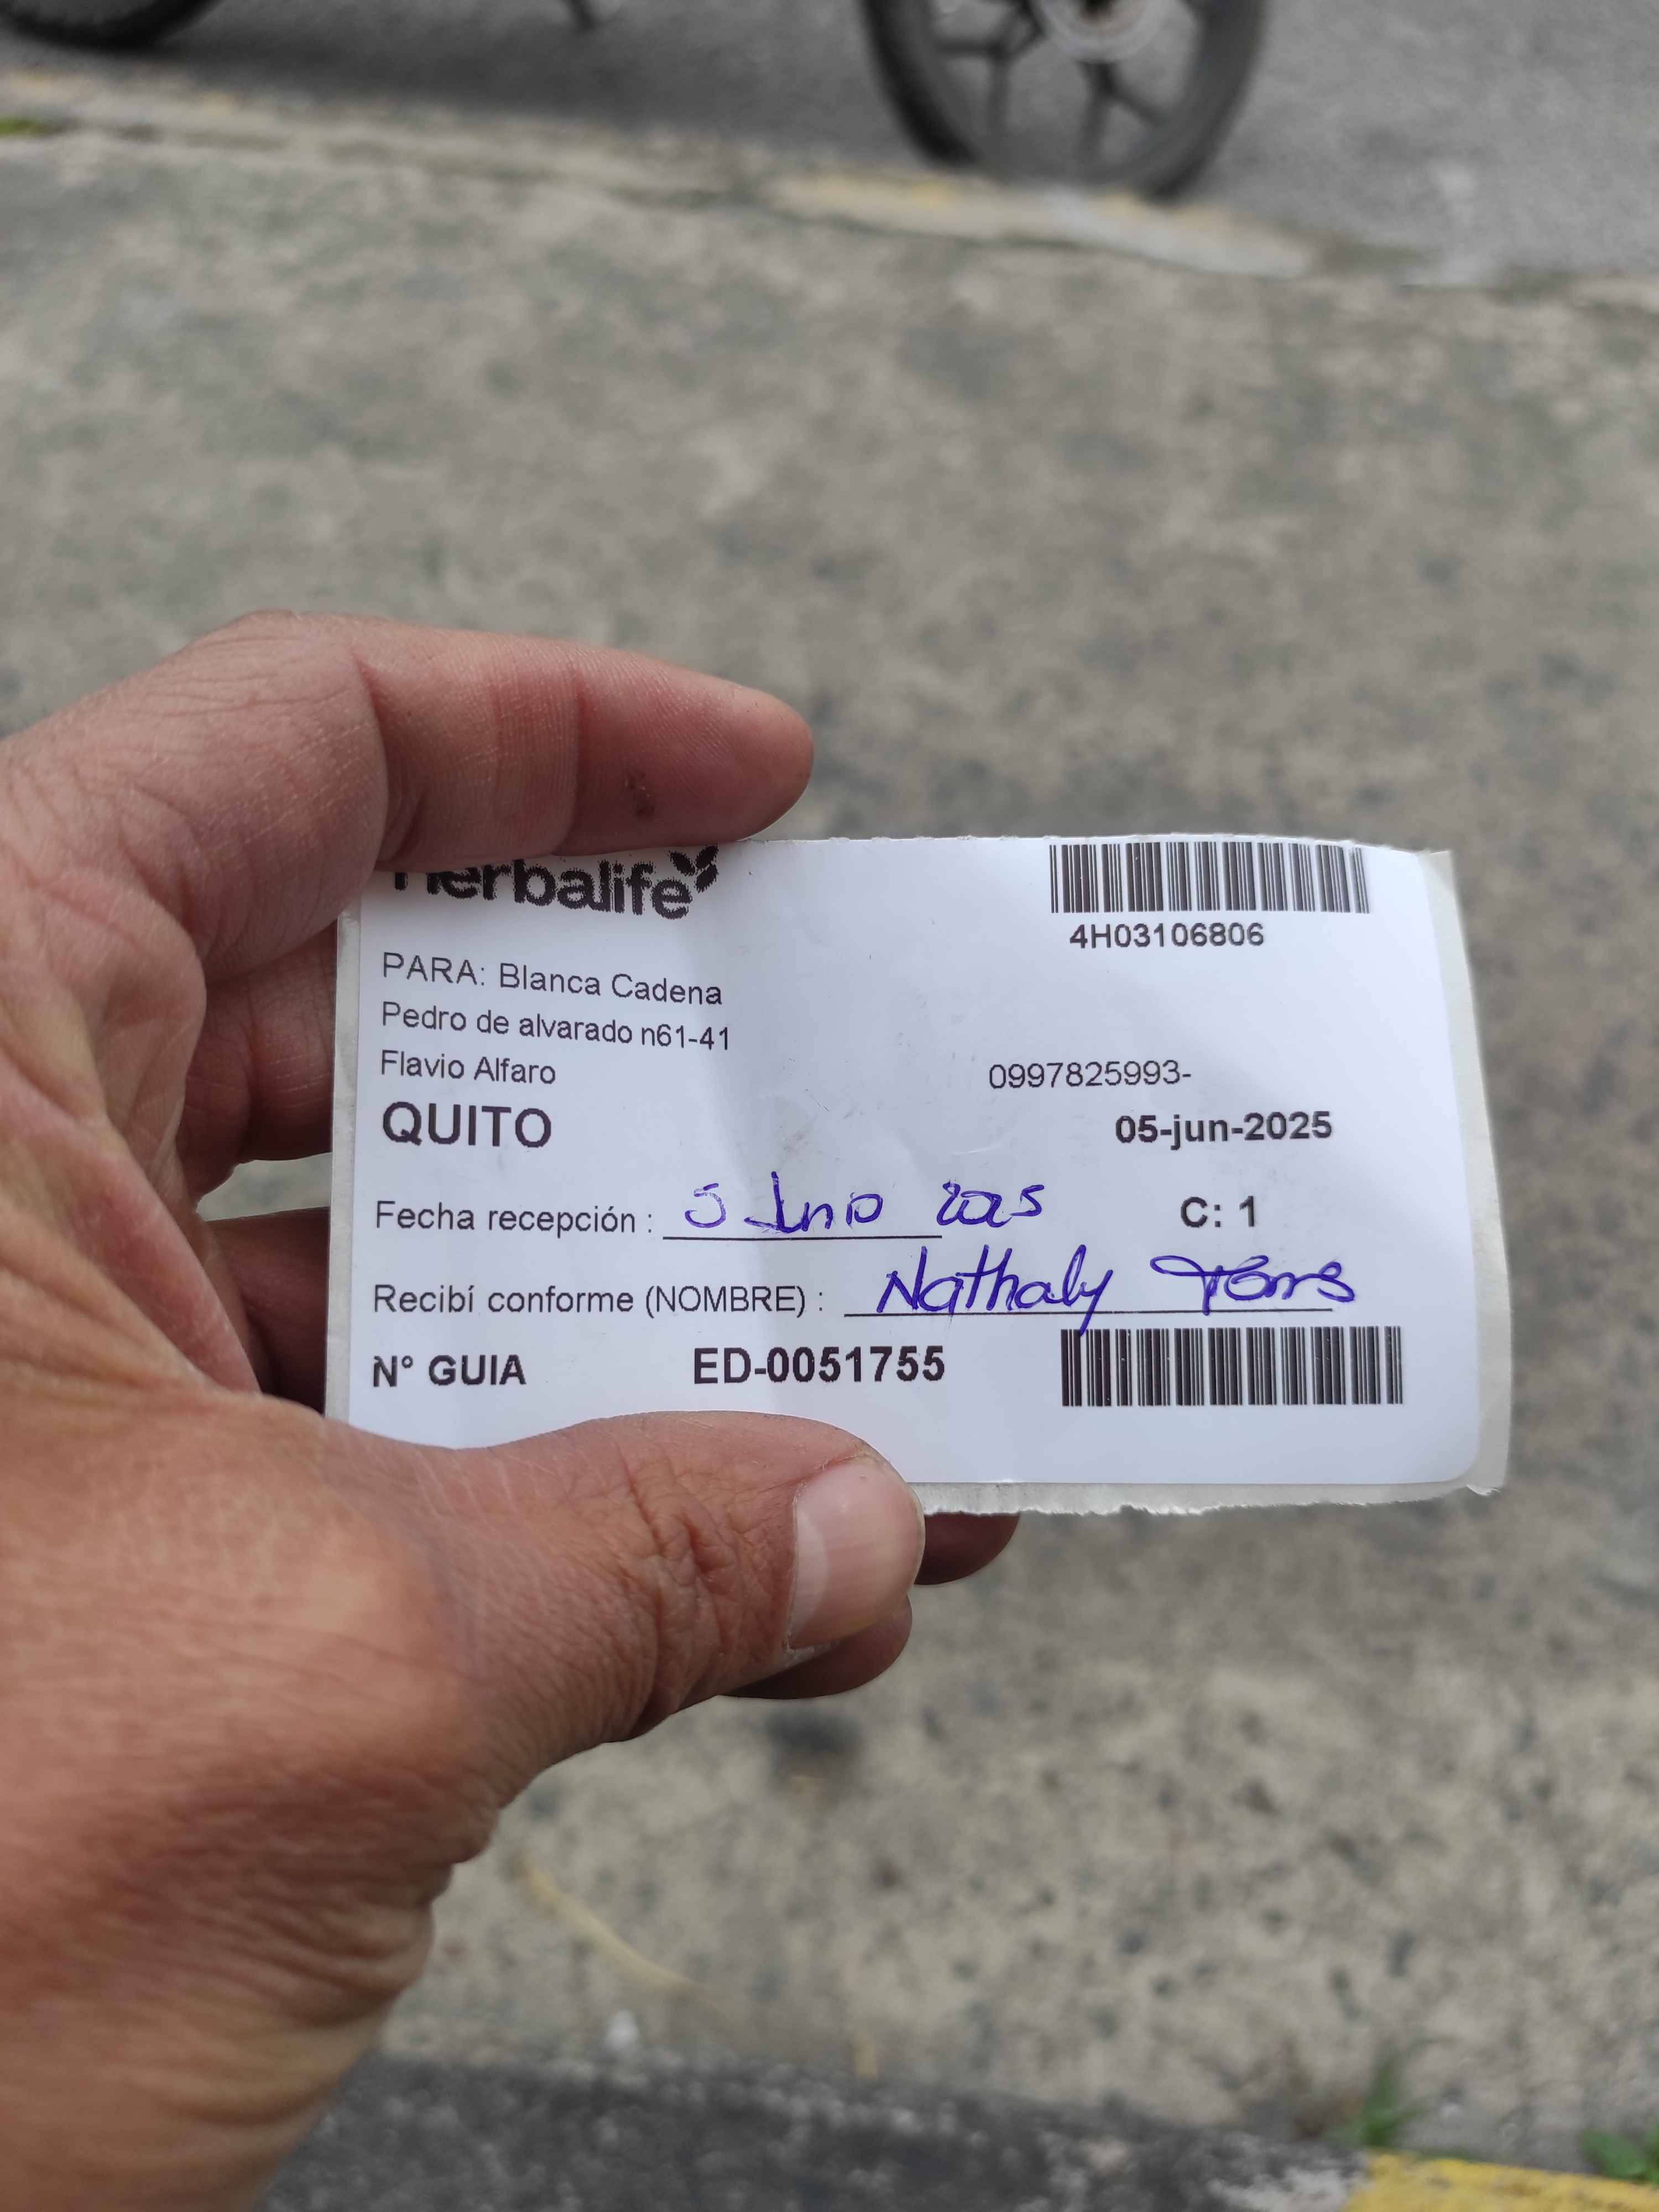 Herbalife
4H03106806
PARA: Blanca Cadena
Pedro de alvarado n61-41
Flavio Alfaro 0997825993-
QUITO 05-jun-2025
Fecha recepción : 5 Junio 2025 C: 1
Recibí conforme (NOMBRE) : Nathaly
N° GUIA ED-0051755